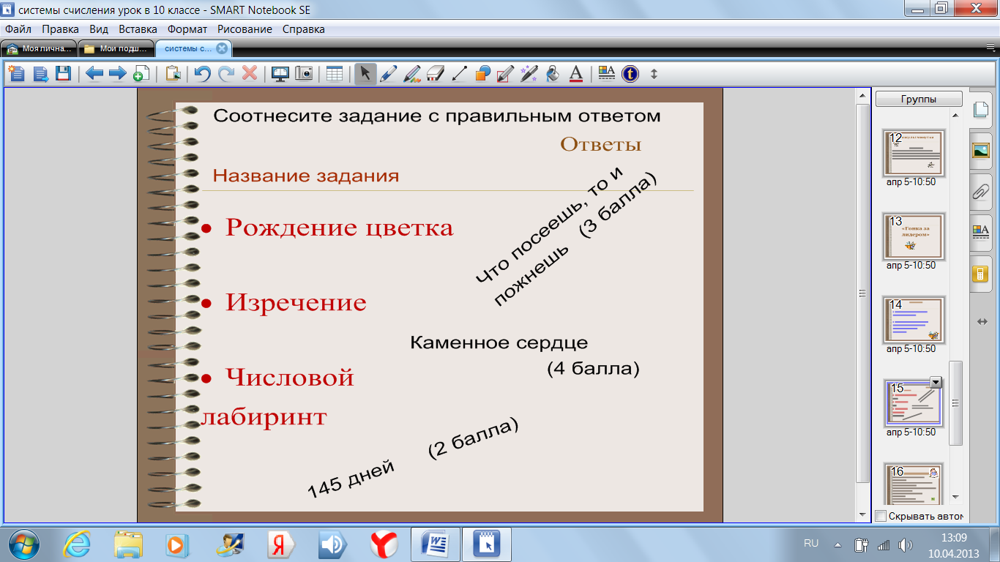 системы счисления урок в 10 классе - SMART Notebook SE
Файл Правка Вид Вставка Формат Рисование Справка
Моя лична... Мои подш... системы с...
Соотнесите задание с правильным ответом
Ответы
Название задания
• Рождение цветка
Что посеешь, то и
пожнешь (3 балла)
• Изречение
Каменное сердце
(4 балла)
• Числовой
лабиринт
145 дней (2 балла)
Группы
12
апр 5-10:50
13
«Гонка за
лидером»
апр 5-10:50
14
апр 5-10:50
15
апр 5-10:50
16
Скрывать автом
RU
13:09
10.04.2013